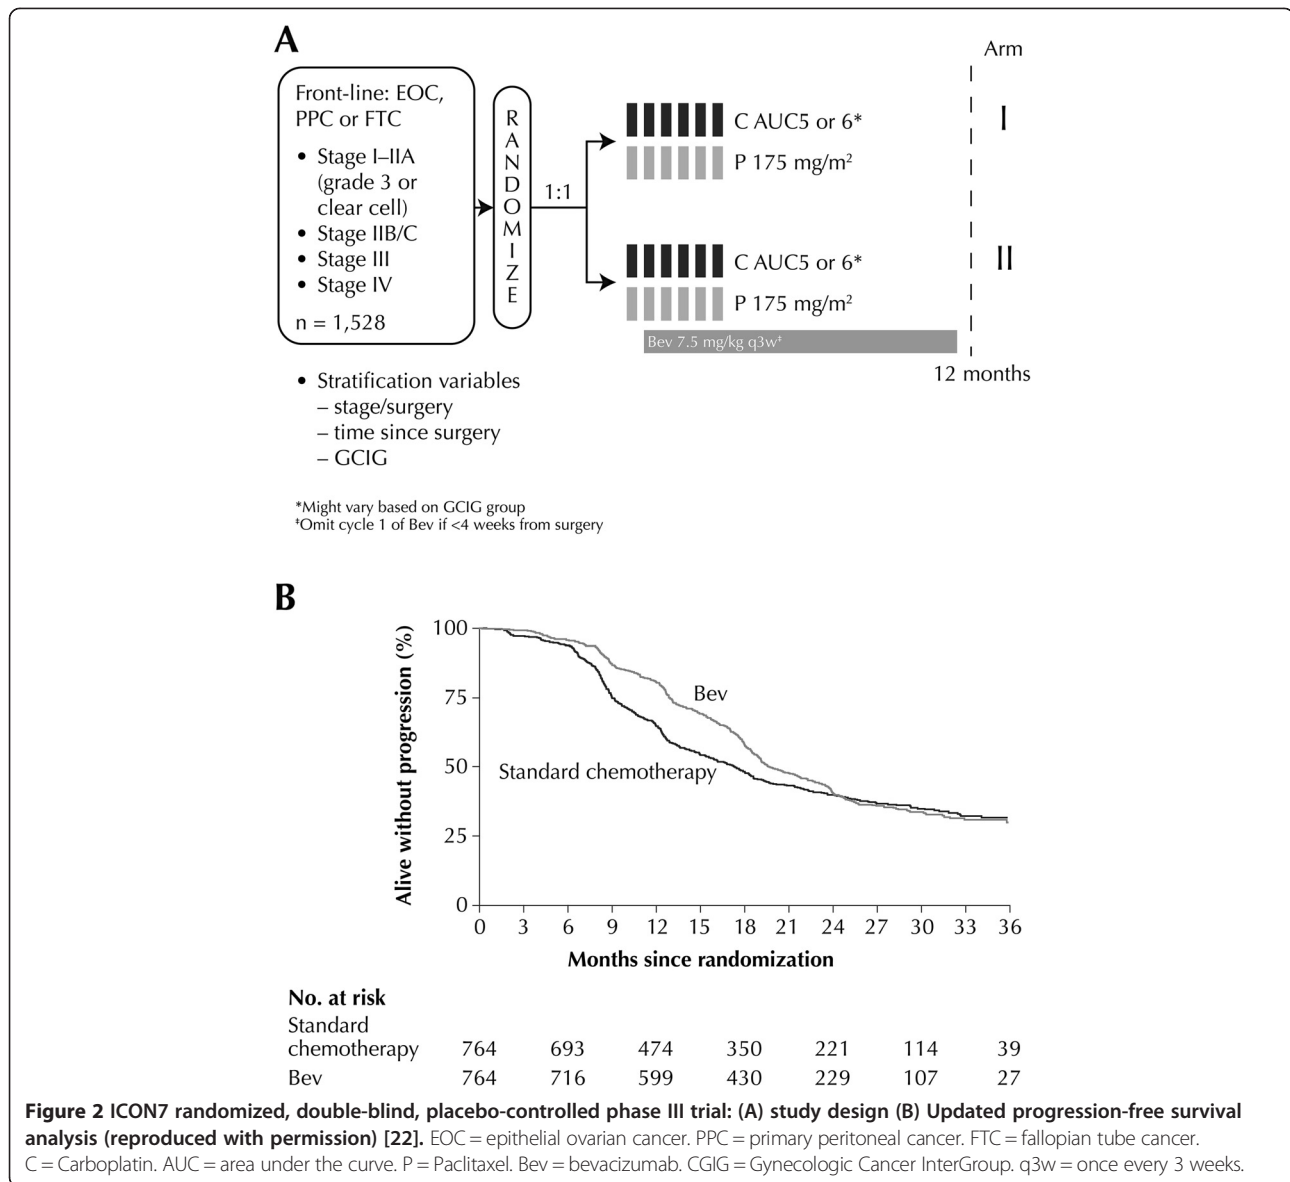 A
Arm
Front-line: EOC,
PPC or FTC
• Stage I–IIA
(grade 3 or
clear cell)
• Stage IIB/C
• Stage III
• Stage IV
n = 1,528
RANDOMIZE
1:1
C AUC5 or 6*
P 175 mg/m²
I
C AUC5 or 6*
P 175 mg/m²
II
Bev 7.5 mg/kg q3w‡
12 months
• Stratification variables
– stage/surgery
– time since surgery
– GCIG
*Might vary based on GCIG group
‡Omit cycle 1 of Bev if <4 weeks from surgery
B
Alive without progression (%)
100
75
50
25
0
Bev
Standard chemotherapy
0 3 6 9 12 15 18 21 24 27 30 33 36
Months since randomization
No. at risk
Standard
chemotherapy 764 693 474 350 221 114 39
Bev 764 716 599 430 229 107 27
Figure 2 ICON7 randomized, double-blind, placebo-controlled phase III trial: (A) study design (B) Updated progression-free survival
analysis (reproduced with permission) [22]. EOC = epithelial ovarian cancer. PPC = primary peritoneal cancer. FTC = fallopian tube cancer.
C = Carboplatin. AUC = area under the curve. P = Paclitaxel. Bev = bevacizumab. CGIG = Gynecologic Cancer InterGroup. q3w = once every 3 weeks.